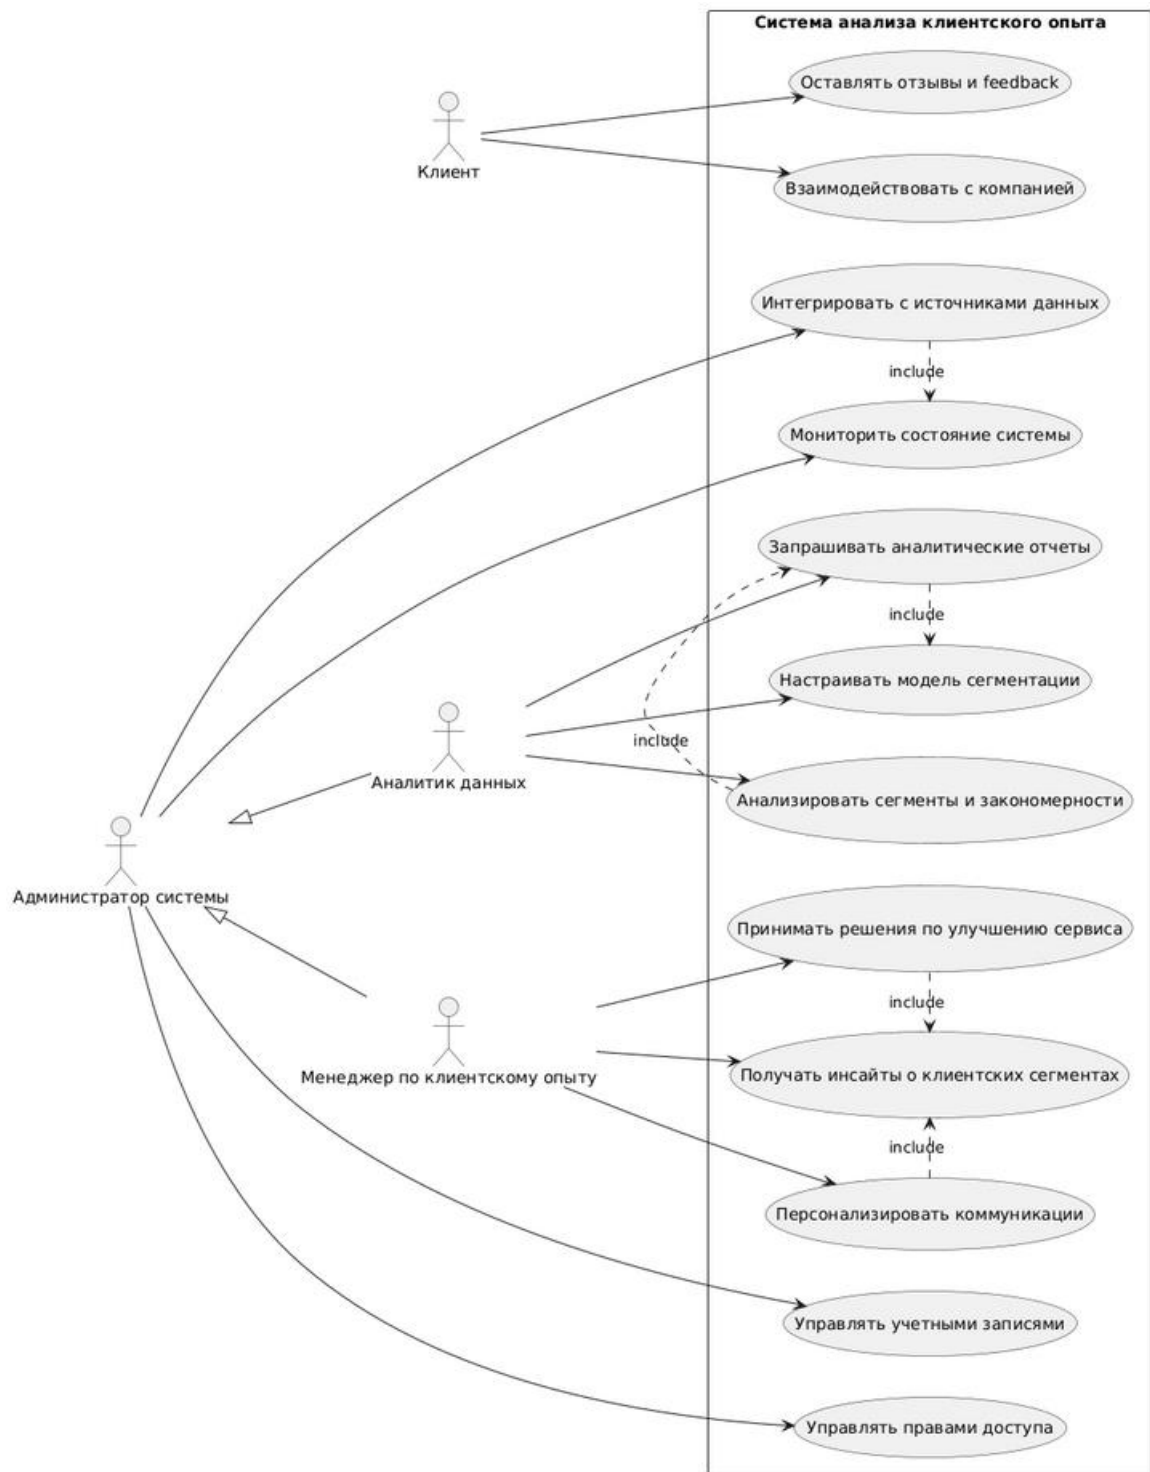 Система анализа клиентского опыта
Оставлять отзывы и feedback
Клиент
Взаимодействовать с компанией
Интегрировать с источниками данных
include
Мониторить состояние системы
Запрашивать аналитические отчеты
include
Настраивать модель сегментации
include
Аналитик данных
Анализировать сегменты и закономерности
Администратор системы
Принимать решения по улучшению сервиса
include
Менеджер по клиентскому опыту
Получать инсайты о клиентских сегментах
include
Персонализировать коммуникации
Управлять учетными записями
Управлять правами доступа